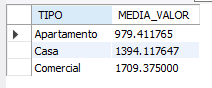 TIPO MEDIA_VALOR
Apartamento 979.411765
Casa 1394.117647
Comercial 1709.375000